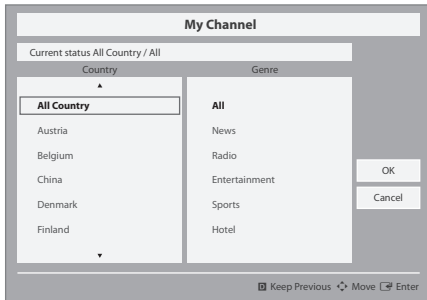 My Channel
Current status All Country / All
Country Genre
All Country All
Austria News
Belgium Radio
China Entertainment
Denmark Sports
Finland Hotel
OK
Cancel
D Keep Previous Move Enter